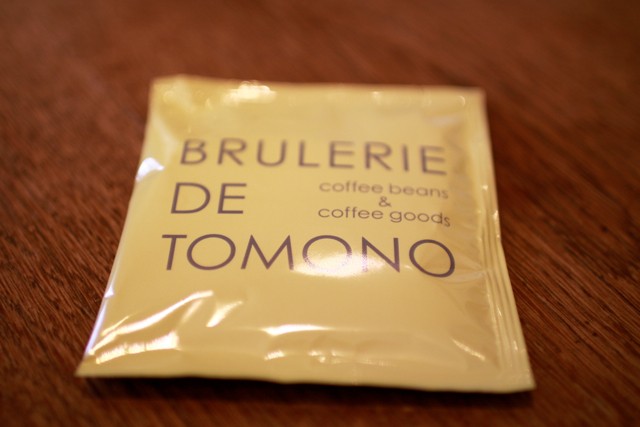 BRULERIE
DE
coffee beans
&
coffee goods
TOMONO